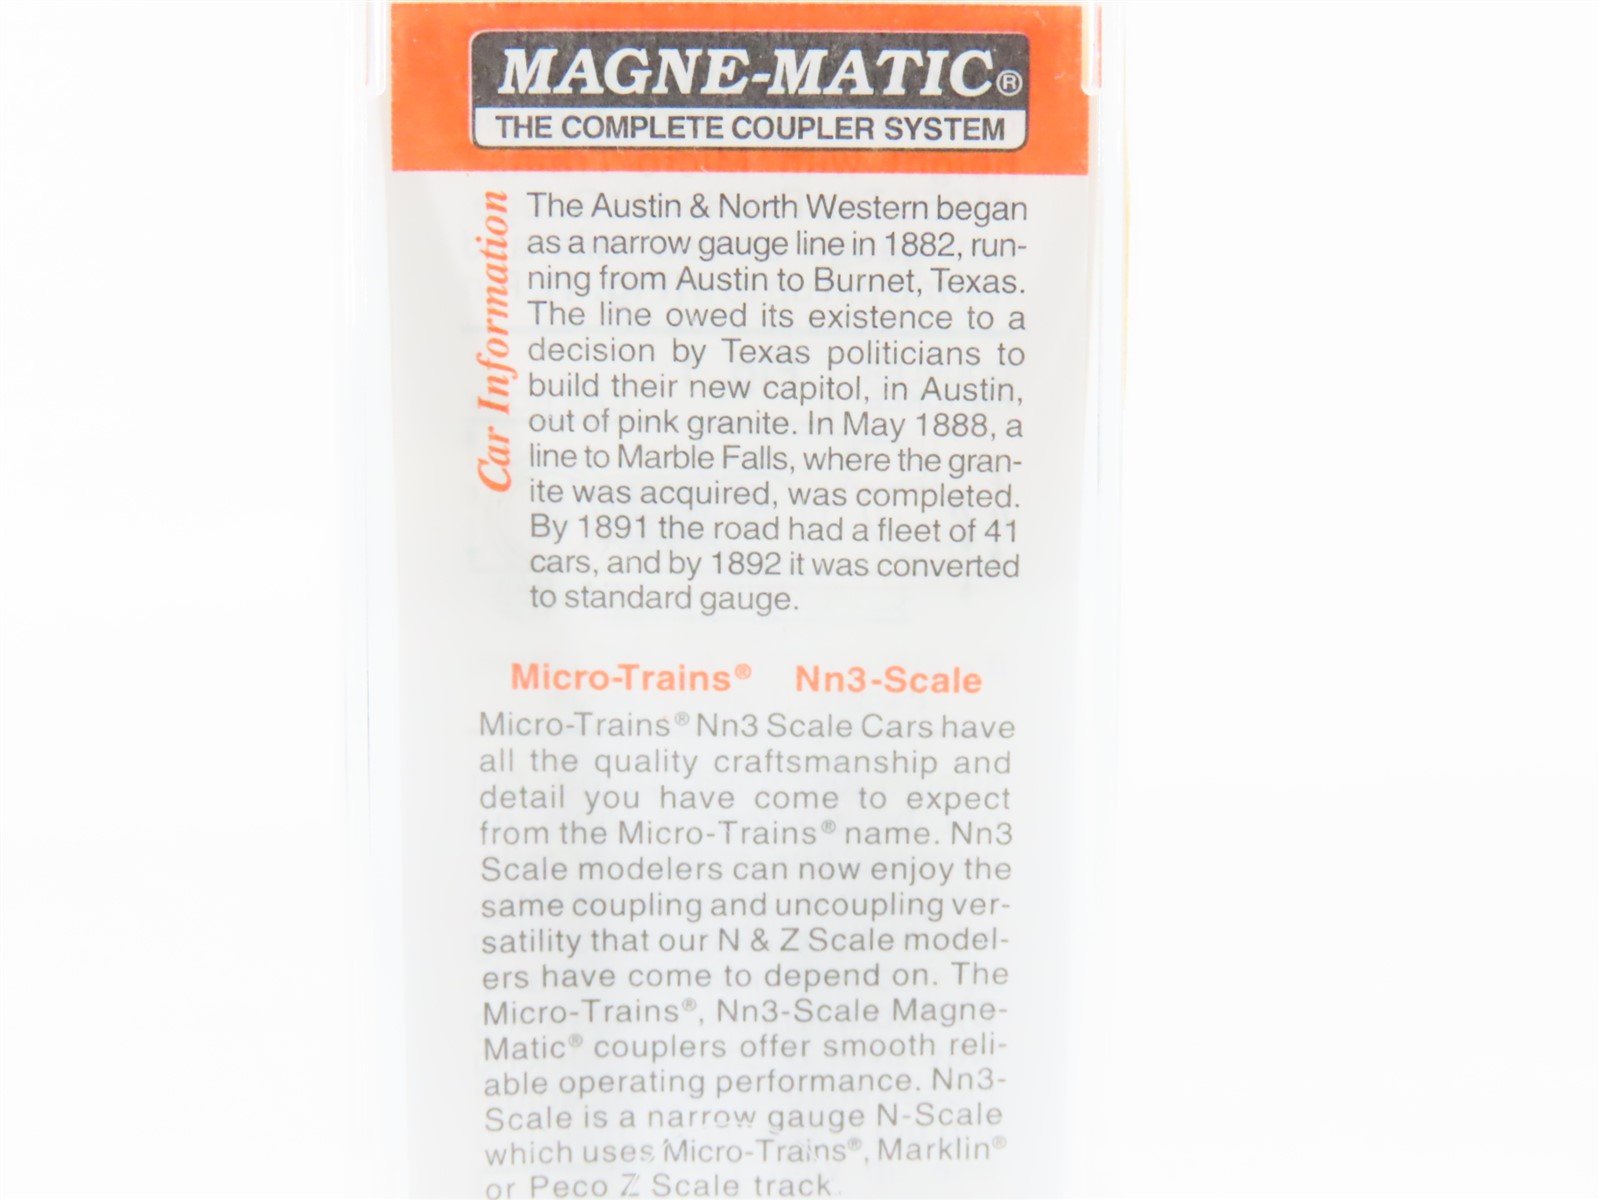 MAGNE-MATIC®
THE COMPLETE COUPLER SYSTEM
Car Information
The Austin & North Western began
as a narrow gauge line in 1882, run-
ning from Austin to Burnet, Texas.
The line owed its existence to a
decision by Texas politicians to
build their new capitol, in Austin,
out of pink granite. In May 1888, a
line to Marble Falls, where the gran-
ite was acquired, was completed.
By 1891 the road had a fleet of 41
cars, and by 1892 it was converted
to standard gauge.
Micro-Trains® Nn3-Scale
Micro-Trains® Nn3 Scale Cars have
all the quality craftsmanship and
detail you have come to expect
from the Micro-Trains® name. Nn3
Scale modelers can now enjoy the
same coupling and uncoupling ver-
satility that our N & Z Scale model-
ers have come to depend on. The
Micro-Trains®, Nn3-Scale Magne-
Matic® couplers offer smooth reli-
able operating performance. Nn3-
Scale is a narrow gauge N-Scale
which uses Micro-Trains®, Marklin®
or Peco Z Scale track.